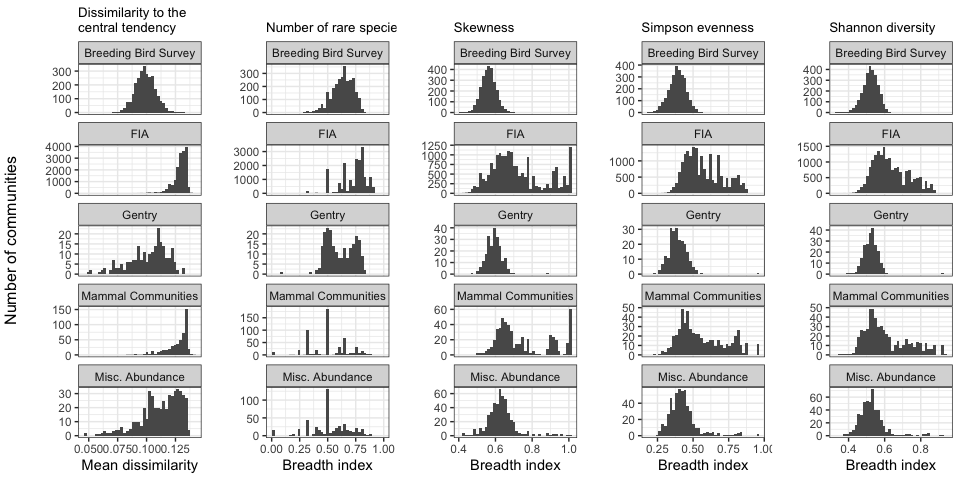 Dissimilarity to the
central tendency
Number of rare specie
Skewness
Simpson evenness
Shannon diversity
Number of communities
Breeding Bird Survey
Breeding Bird Survey
Breeding Bird Survey
Breeding Bird Survey
Breeding Bird Survey
300
200
100
0
300
200
100
0
400
300
200
100
0
400
300
200
100
0
400
300
200
100
0
FIA
FIA
FIA
FIA
FIA
4000
3000
2000
1000
0
3000
2000
1000
0
1250
1000
750
500
250
0
1000
500
0
1500
1000
500
0
Gentry
Gentry
Gentry
Gentry
Gentry
20
15
10
5
0
20
15
10
5
0
40
30
20
10
0
30
20
10
0
40
30
20
10
0
Mammal Communities
Mammal Communities
Mammal Communities
Mammal Communities
Mammal Communities
150
100
50
0
150
100
50
0
60
40
20
0
50
40
30
20
10
0
50
40
30
20
10
0
Misc. Abundance
Misc. Abundance
Misc. Abundance
Misc. Abundance
Misc. Abundance
30
20
10
0
100
50
0
60
40
20
0
40
20
0
60
40
20
0
0.050 0.075 0.100 0.125
0.00 0.25 0.50 0.75 1.00
0.4 0.6 0.8 1.0
0.25 0.50 0.75 1.0
0.4 0.6 0.8
Mean dissimilarity
Breadth index
Breadth index
Breadth index
Breadth index